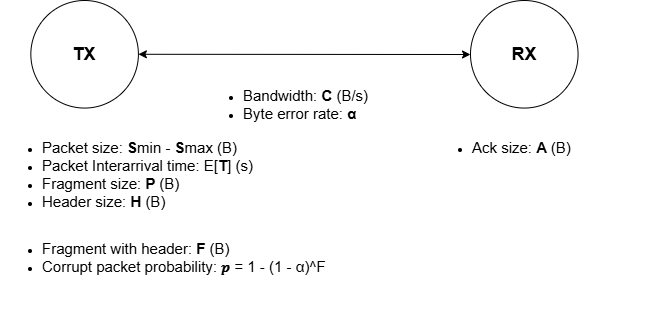 TX
RX
Bandwidth: C (B/s)
Byte error rate: α
Packet size: Smin - Smax (B)
Packet Interarrival time: E[T] (s)
Fragment size: P (B)
Header size: H (B)
Ack size: A (B)
Fragment with header: F (B)
Corrupt packet probability: p = 1 - (1 - α)^F